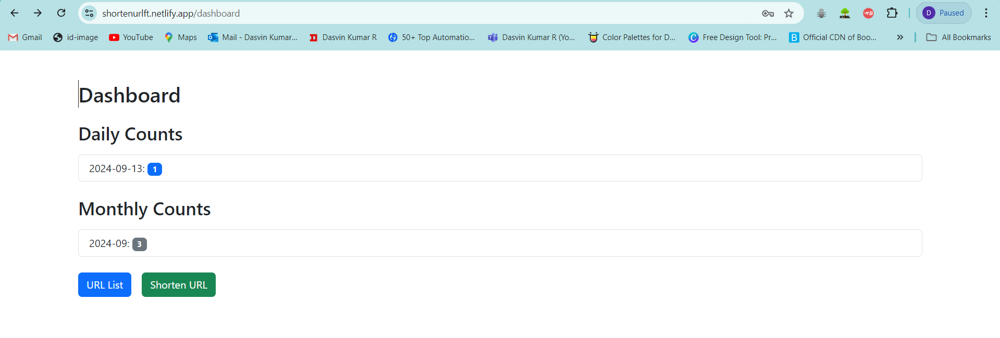 shortenurlft.netlify.app/dashboard
D Paused
Gmail id-image YouTube Maps Mail - Dasvin Kumar... Dasvin Kumar R 50+ Top Automatio... Dasvin Kumar R (Yo... Color Palettes for D... Free Design Tool: Pr... B Official CDN of Boo... All Bookmarks
Dashboard
Daily Counts
2024-09-13: 1
Monthly Counts
2024-09: 3
URL List Shorten URL